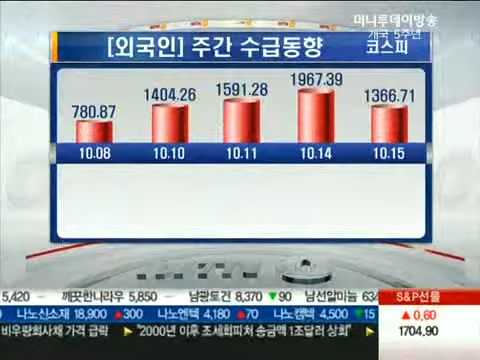 머니투데이방송
개국 5주년
[외국인] 주간 수급동향
코스피
780.87 1404.26 1591.28 1967.39 1366.71
10.08 10.10 10.11 10.14 10.15
5,420 깨끗한나라우 5,850 남광토건 8,370 ▼90 남선알미늄 634
나노신소재 18,900 ▲300 나노엔텍 4,180 ▲70 나노캠텍 4,500 ▼15
비우량회사채 가격 급락 ▶ "2000년 이후 조세회피처 송금액 1조달러 상회" ▶
S&P선물
▲0,60
1704.90